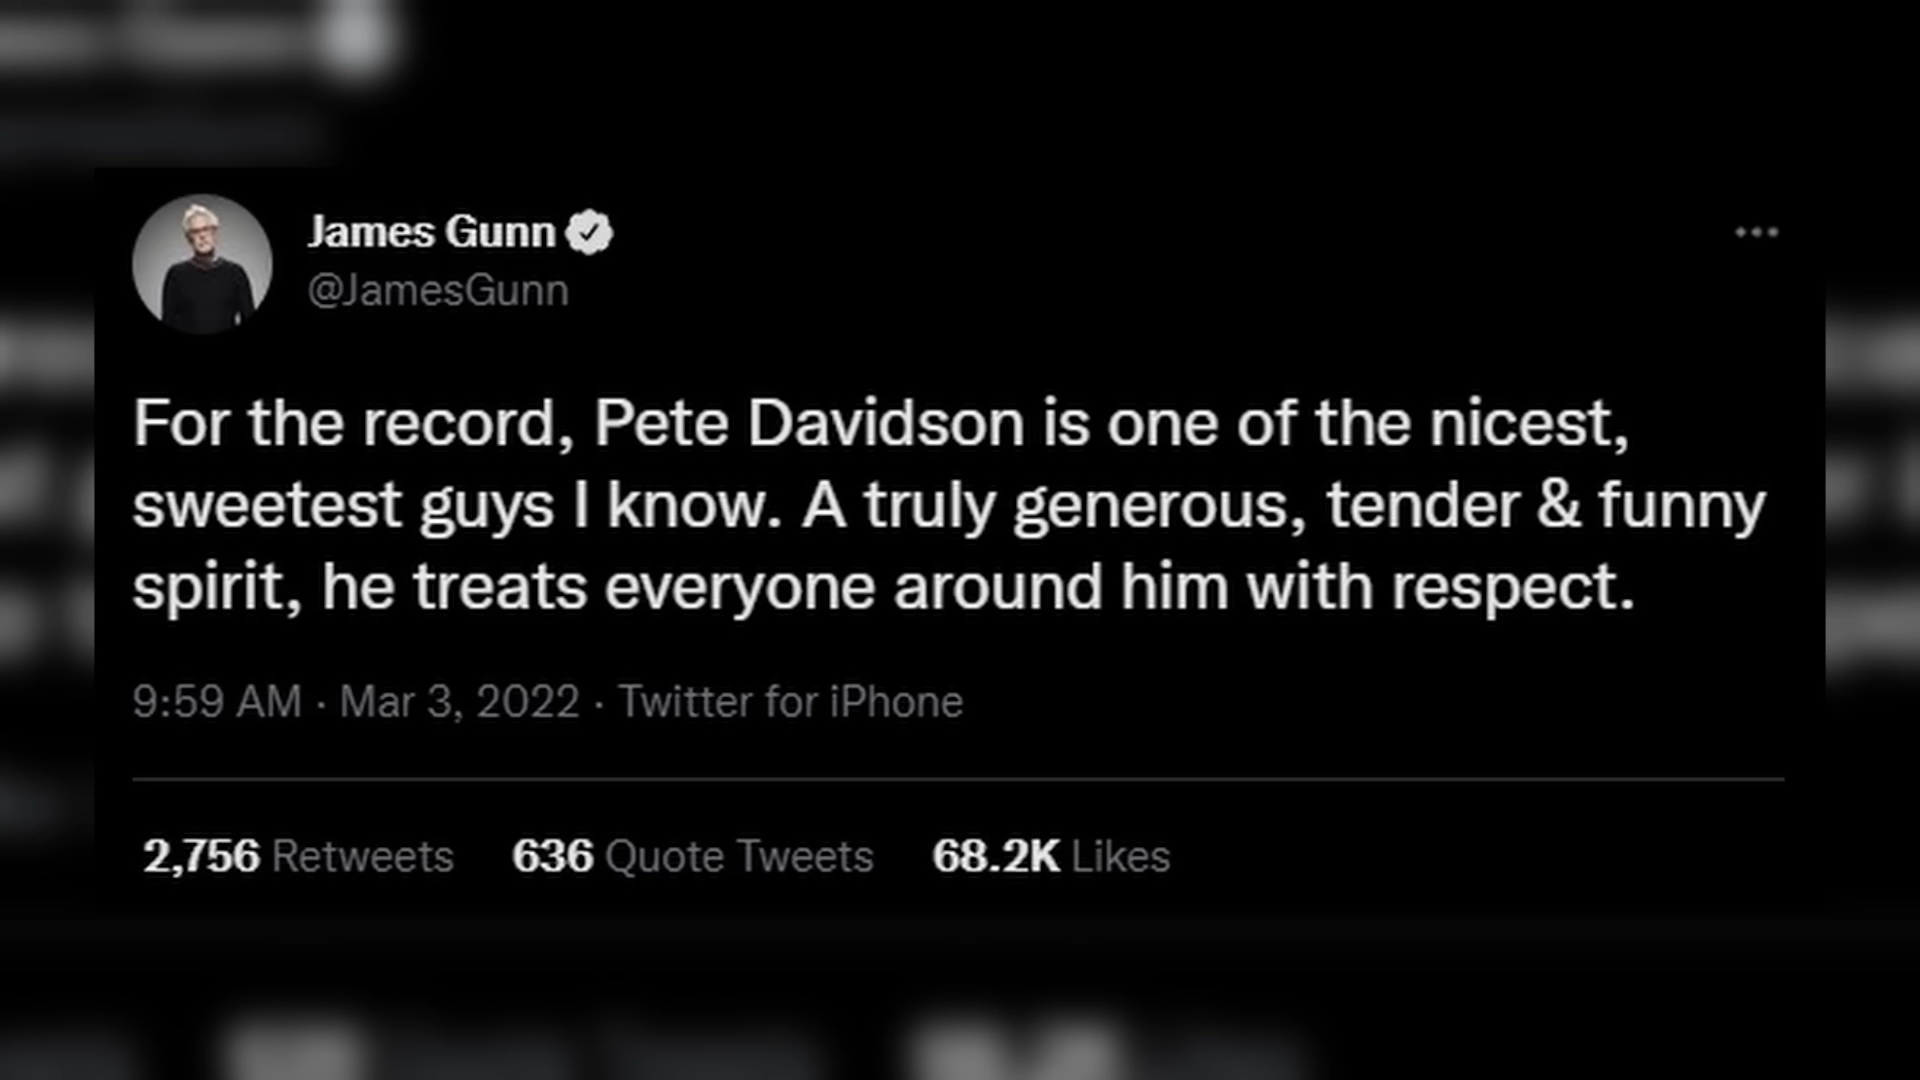 James Gunn
@JamesGunn
For the record, Pete Davidson is one of the nicest,
sweetest guys I know. A truly generous, tender & funny
spirit, he treats everyone around him with respect.
9:59 AM · Mar 3, 2022 · Twitter for iPhone
2,756 Retweets 636 Quote Tweets 68.2K Likes